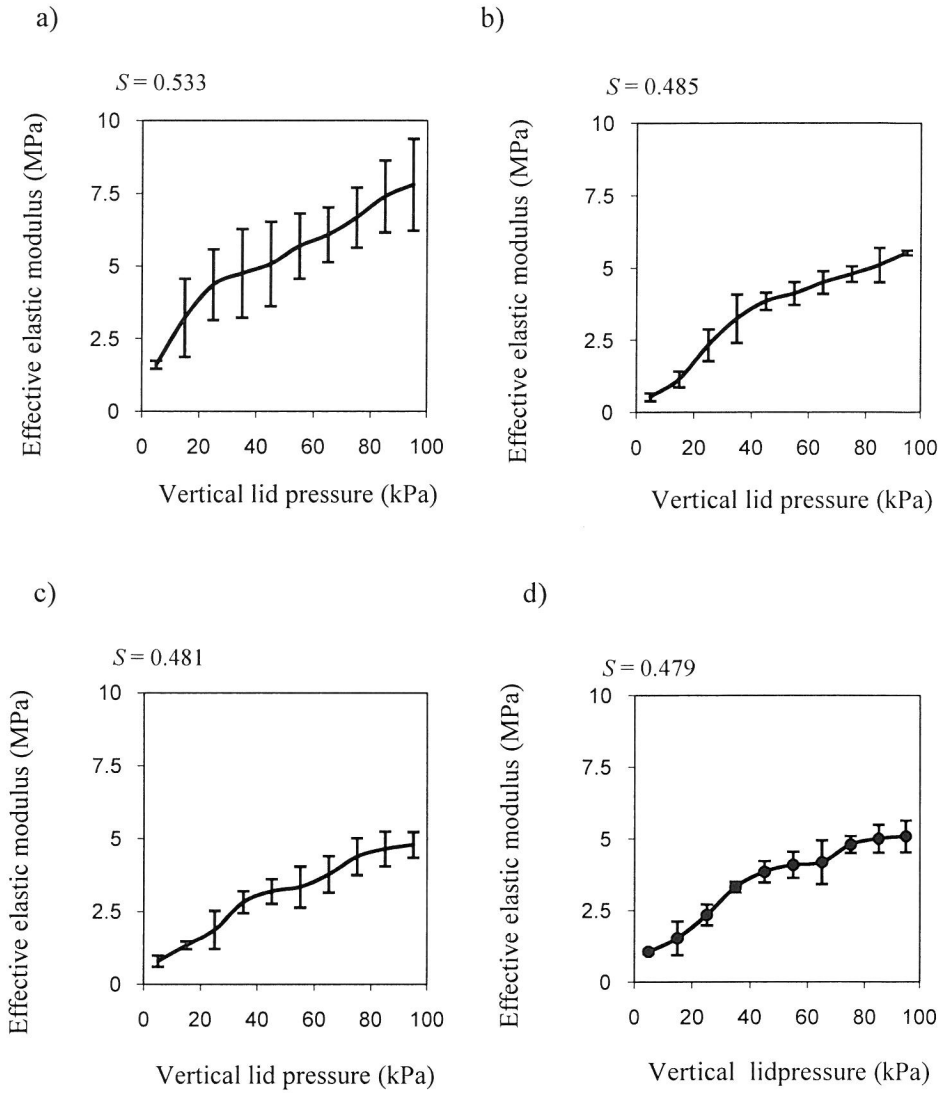 a)
S = 0.533
Effective elastic modulus (MPa)
10
7.5
5
2.5
0
0 20 40 60 80 100
Vertical lid pressure (kPa)
b)
S = 0.485
Effective elastic modulus (MPa)
10
7.5
5
2.5
0
0 20 40 60 80 100
Vertical lid pressure (kPa)
c)
S = 0.481
Effective elastic modulus (MPa)
10
7.5
5
2.5
0
0 20 40 60 80 100
Vertical lid pressure (kPa)
d)
S = 0.479
Effective elastic modulus (MPa)
10
7.5
5
2.5
0
0 20 40 60 80 100
Vertical lidpressure (kPa)